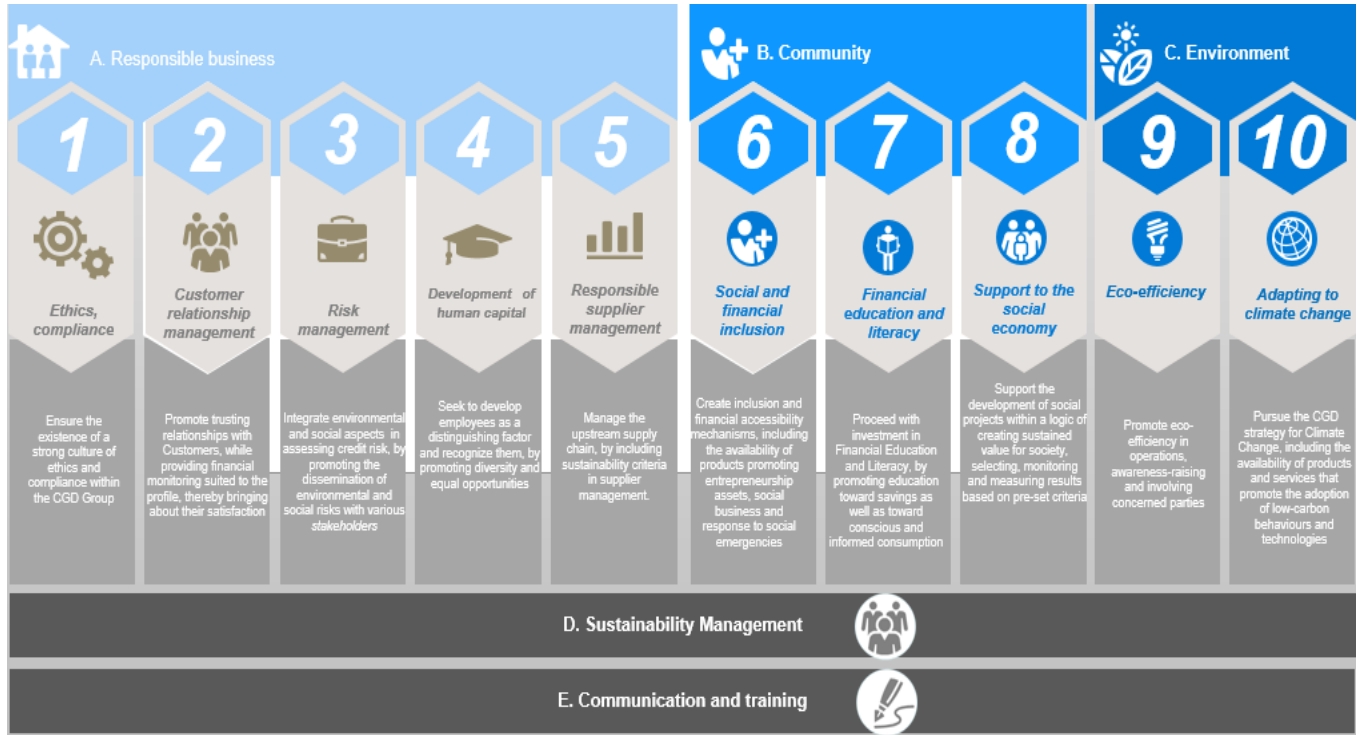 A. Responsible business
B. Community
C. Environment
1
2
3
4
5
6
7
8
9
10
Ethics,
compliance
Customer
relationship
management
Risk
management
Development of
human capital
Responsible
supplier
management
Social and
financial
inclusion
Financial
education and
literacy
Support to the
social
economy
Eco-efficiency
Adapting to
climate change
Ensure the
existence of a
strong culture of
ethics and
compliance within
the CGD Group
Promote trusting
relationships with
Customers, while
providing financial
monitoring suited to the
profile, thereby bringing
about their satisfaction
Integrate environmental
and social aspects in
assessing credit risk, by
promoting the
dissemination of
environmental and
social risks with various
stakeholders
Seek to develop
employees as a
distinguishing factor
and recognize them, by
promoting diversity and
equal opportunities
Manage the
upstream supply
chain, by including
sustainability criteria
in supplier
management.
Create inclusion and
financial accessibility
mechanisms, including
the availability of
products promoting
entrepreneurship
assets, social
business and
response to social
emergencies
Proceed with
investment in
Financial Education
and Literacy, by
promoting education
toward savings as
well as toward
conscious and
informed consumption
Support the
development of social
projects within a logic of
creating sustained
value for society,
selecting, monitoring
and measuring results
based on pre-set criteria
Promote eco-
efficiency in
operations,
awareness-raising
and involving
concerned parties
Pursue the CGD
strategy for Climate
Change, including the
availability of products
and services that
promote the adoption
of low-carbon
behaviours and
technologies
D. Sustainability Management
E. Communication and training